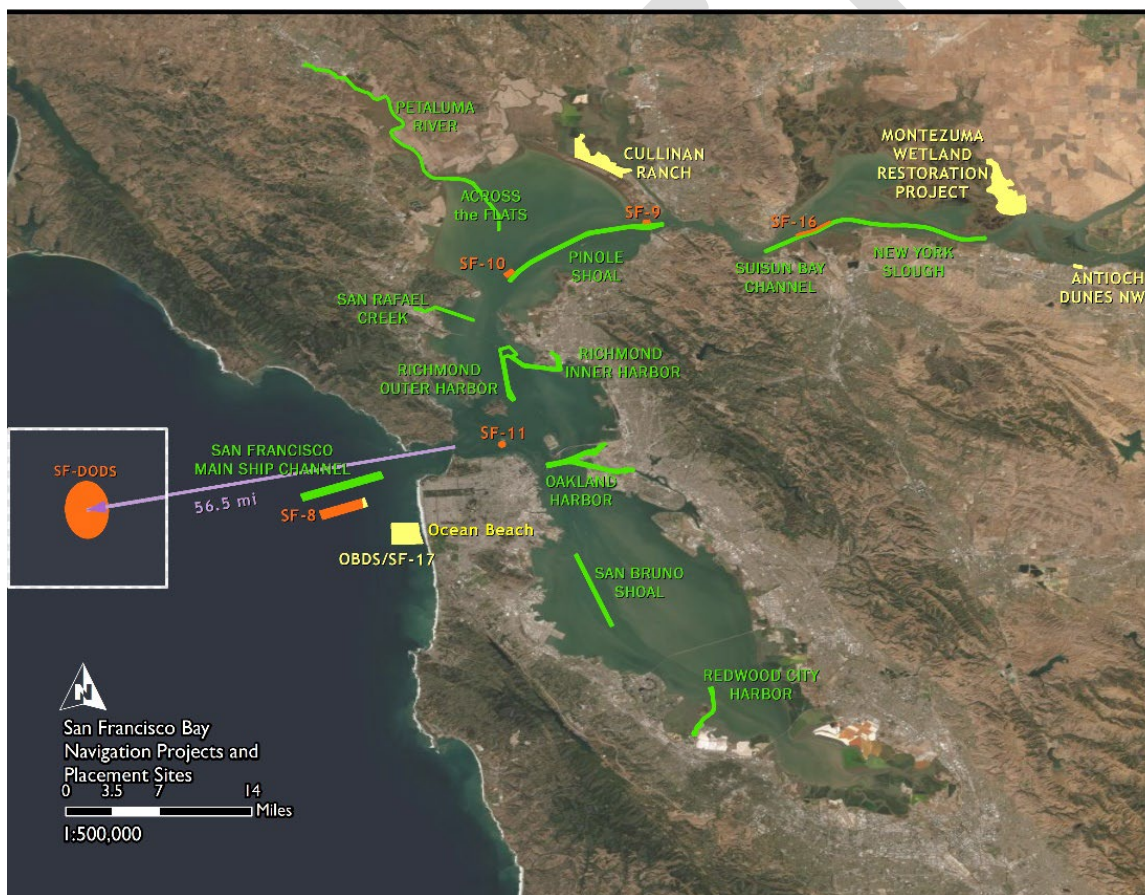 PETALUMA
RIVER
CULLINAN
RANCH
MONTEZUMA
WETLAND
RESTORATION
PROJECT
ACROSS
the FLATS
SF-9
SF-16
SF-10
PINOLE
SHOAL
SUISUN BAY
CHANNEL
NEW YORK
SLOUGH
ANTIOCH
DUNES NW
SAN RAFAEL
CREEK
RICHMOND
OUTER HARBOR
RICHMOND
INNER HARBOR
SF-11
SAN FRANCISCO
MAIN SHIP CHANNEL
SF-DODS
56.5 mi
SF-8
OAKLAND
HARBOR
Ocean Beach
OBDS/SF-17
SAN BRUNO
SHOAL
REDWOOD CITY
HARBOR
N
San Francisco Bay
Navigation Projects and
Placement Sites
0 3.5 7 14
Miles
1:500,000